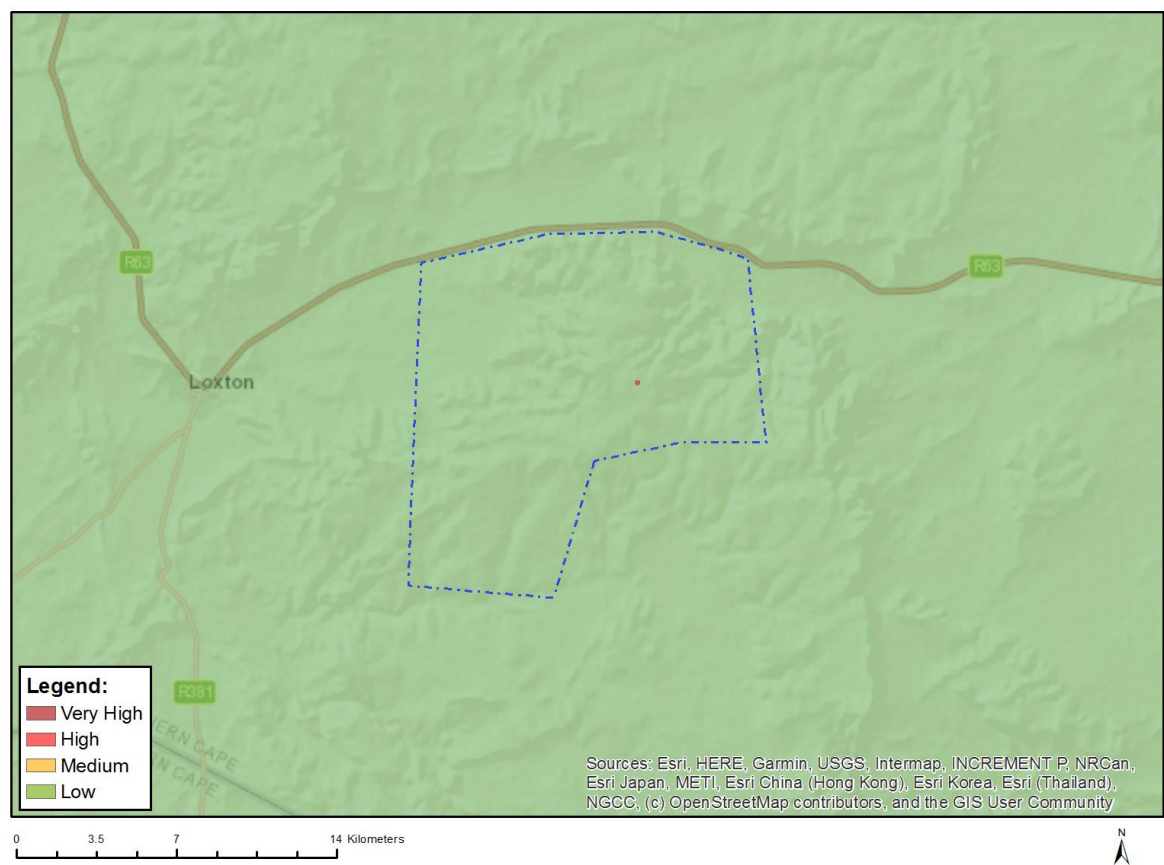 R63
R63
Loxton
R381
HERN CAPE
RN CAPE
Legend:
Very High
High
Medium
Low
Sources: Esri, HERE, Garmin, USGS, Intermap, INCREMENT P, NRCan,
Esri Japan, METI, Esri China (Hong Kong), Esri Korea, Esri (Thailand),
NGCC, (c) OpenStreetMap contributors, and the GIS User Community
0 3.5 7 14 Kilometers
N